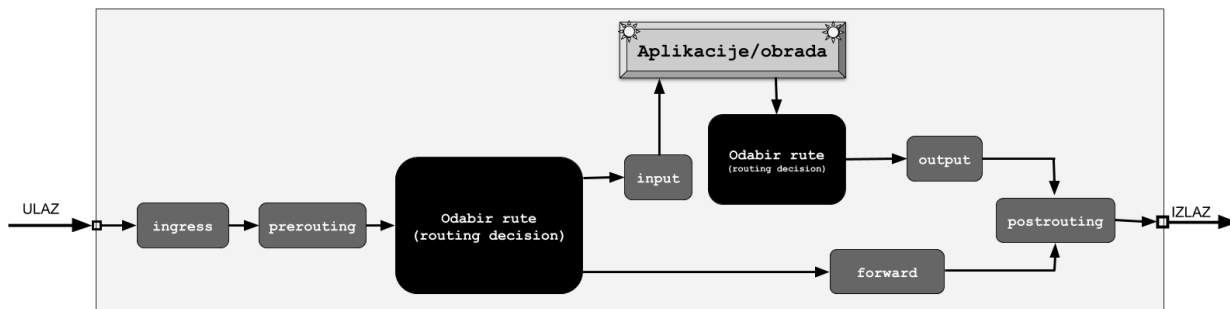 Aplikacije/obrada
Odabir rute
(routing decision)
output
input
ULAZ
ingress
prerouting
Odabir rute
(routing decision)
postrouting
IZLAZ
forward